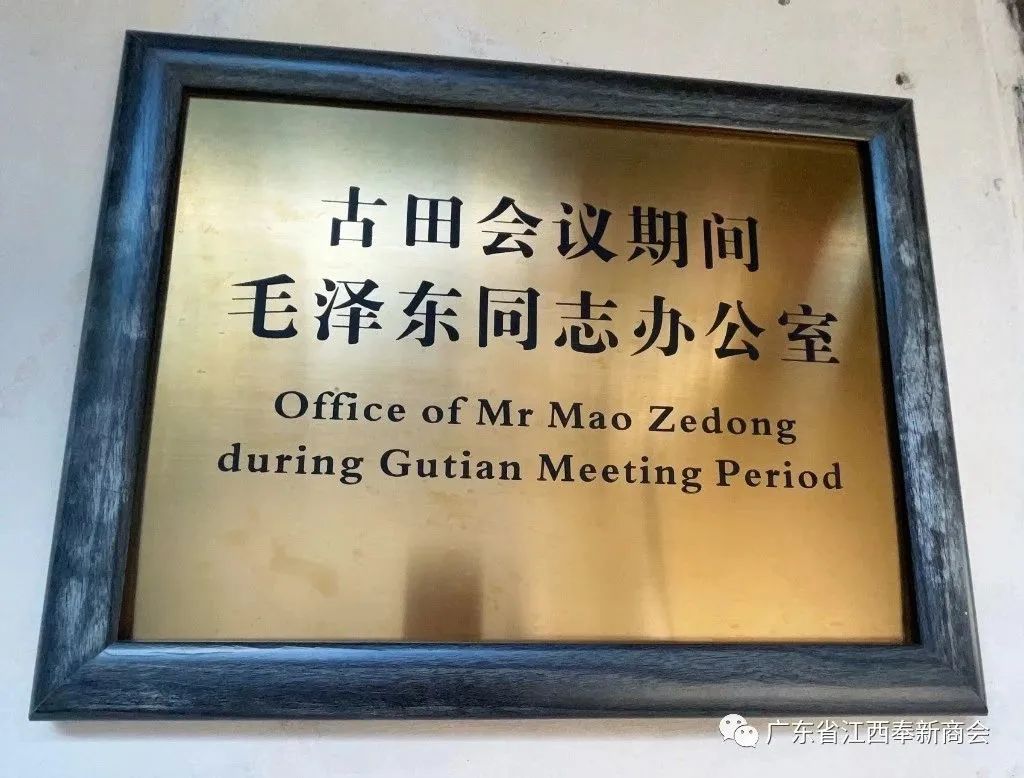 古田会议期间
毛泽东同志办公室
Office of Mr Mao Zedong
during Gutian Meeting Period
广东省江西奉新商会